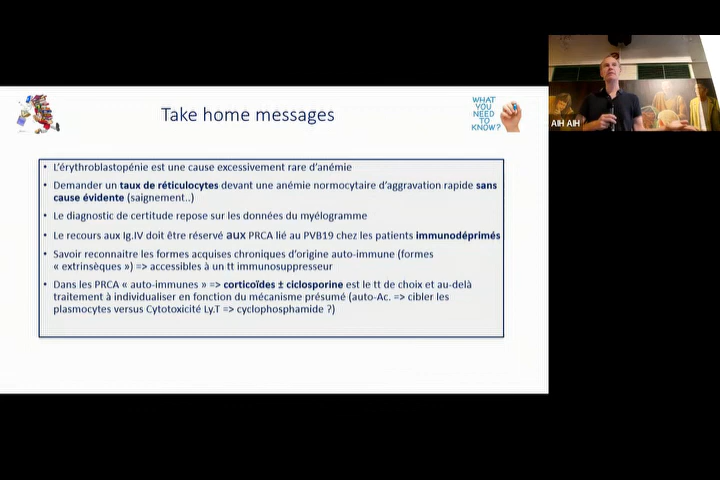 Take home messages
WHAT
YOU
NEED
TO
KNOW?
AIH AIH
• L'érythroblastopénie est une cause excessivement rare d'anémie
• Demander un taux de réticulocytes devant une anémie normocytaire d'aggravation rapide sans
cause évidente (saignement..)
• Le diagnostic de certitude repose sur les données du myélogramme
• Le recours aux Ig.IV doit être réservé aux PRCA lié au PVB19 chez les patients immunodéprimés
• Savoir reconnaitre les formes acquises chroniques d'origine auto-immune (formes
« extrinsèques ») => accessibles à un tt immunosuppresseur
• Dans les PRCA « auto-immunes » => corticoïdes ± ciclosporine est le tt de choix et au-delà
traitement à individualiser en fonction du mécanisme présumé (auto-Ac. => cibler les
plasmocytes versus Cytotoxicité Ly.T => cyclophosphamide ?)